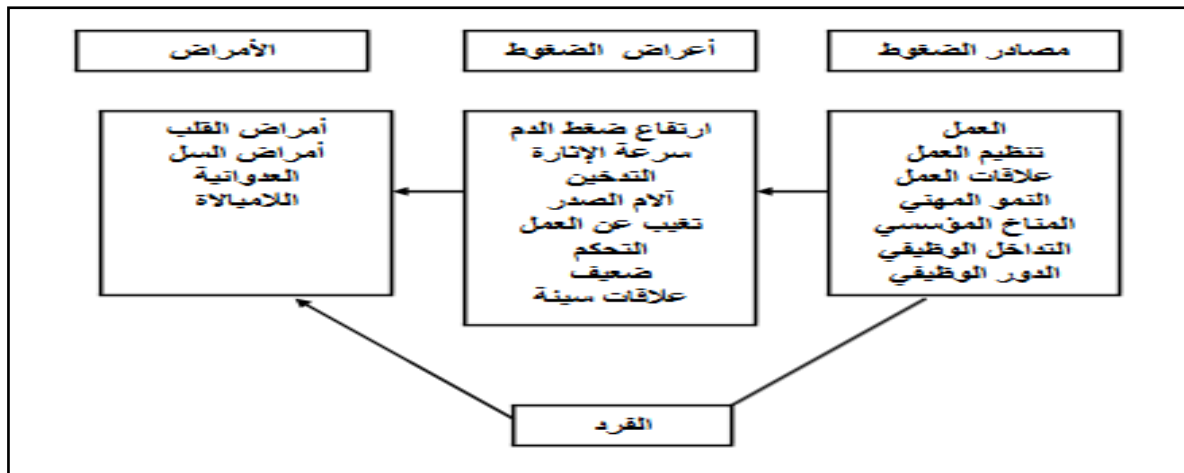 مصادر الضغوط
أعراض الضغوط
الأمراض
العمل
تنظيم العمل
علاقات العمل
النمو المهني
المناخ المؤسسي
التداخل الوظيفي
الدور الوظيفي
ارتفاع ضغط الدم
سرعة الإثارة
التدخين
آلام الصدر
تغيب عن العمل
التحكم
ضعيف
علاقات سيئة
أمراض القلب
أمراض السل
العدوانية
اللامبالاة
الفرد